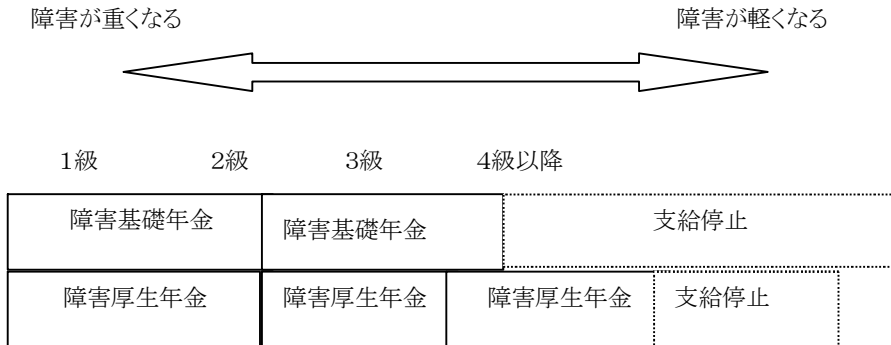 障害が重くなる 障害が軽くなる
1級 2級 3級 4級以降
障害基礎年金 障害基礎年金 支給停止
障害厚生年金 障害厚生年金 障害厚生年金 支給停止